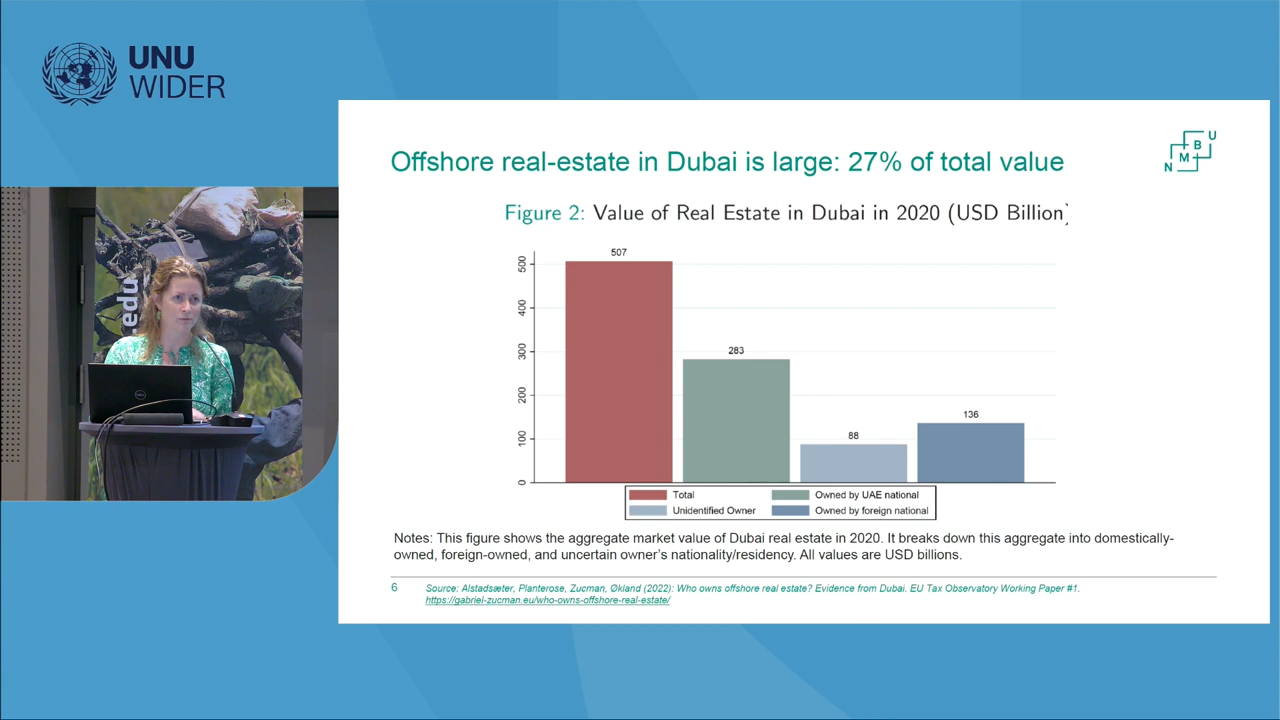 UNU
WIDER
.edu
N M B U
Offshore real-estate in Dubai is large: 27% of total value
Figure 2: Value of Real Estate in Dubai in 2020 (USD Billion)
507
283
88
136
500
400
300
200
100
0
Total
Owned by UAE national
Unidentified Owner
Owned by foreign national
Notes: This figure shows the aggregate market value of Dubai real estate in 2020. It breaks down this aggregate into domestically-
owned, foreign-owned, and uncertain owner's nationality/residency. All values are USD billions.
6
Source: Alstadsæter, Planterose, Zucman, Økland (2022): Who owns offshore real estate? Evidence from Dubai. EU Tax Observatory Working Paper #1.
https://gabriel-zucman.eu/who-owns-offshore-real-estate/
DELL